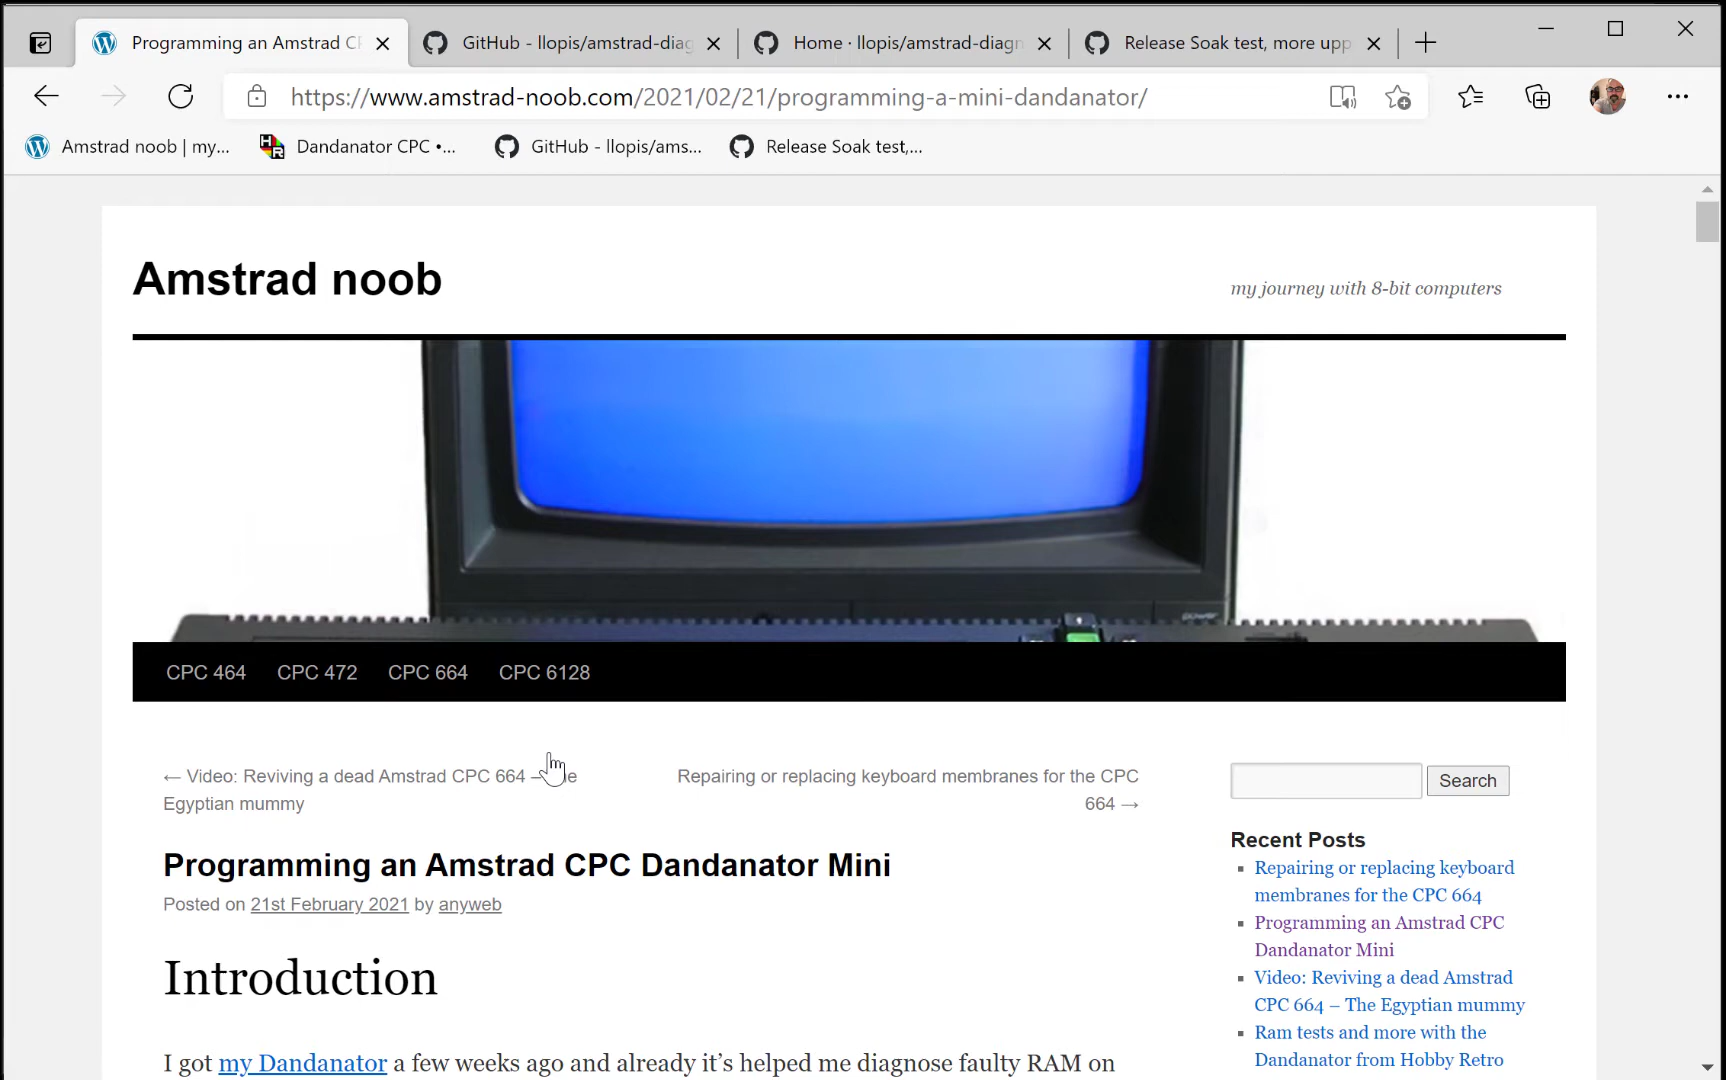 Programming an Amstrad CP
GitHub - llopis/amstrad-diag
Home · llopis/amstrad-diagn
Release Soak test, more upp
https://www.amstrad-noob.com/2021/02/21/programming-a-mini-dandanator/
Amstrad noob | my...
Dandanator CPC •...
GitHub - llopis/ams...
Release Soak test,...
Amstrad noob
my journey with 8-bit computers
power
CPC 464
CPC 472
CPC 664
CPC 6128
← Video: Reviving a dead Amstrad CPC 664 –
Egyptian mummy
Repairing or replacing keyboard membranes for the CPC
664 →
Search
Programming an Amstrad CPC Dandanator Mini
Posted on 21st February 2021 by anyweb
Introduction
I got my Dandanator a few weeks ago and already it’s helped me diagnose faulty RAM on
Recent Posts
Repairing or replacing keyboard
membranes for the CPC 664
Programming an Amstrad CPC
Dandanator Mini
Video: Reviving a dead Amstrad
CPC 664 – The Egyptian mummy
Ram tests and more with the
Dandanator from Hobby Retro